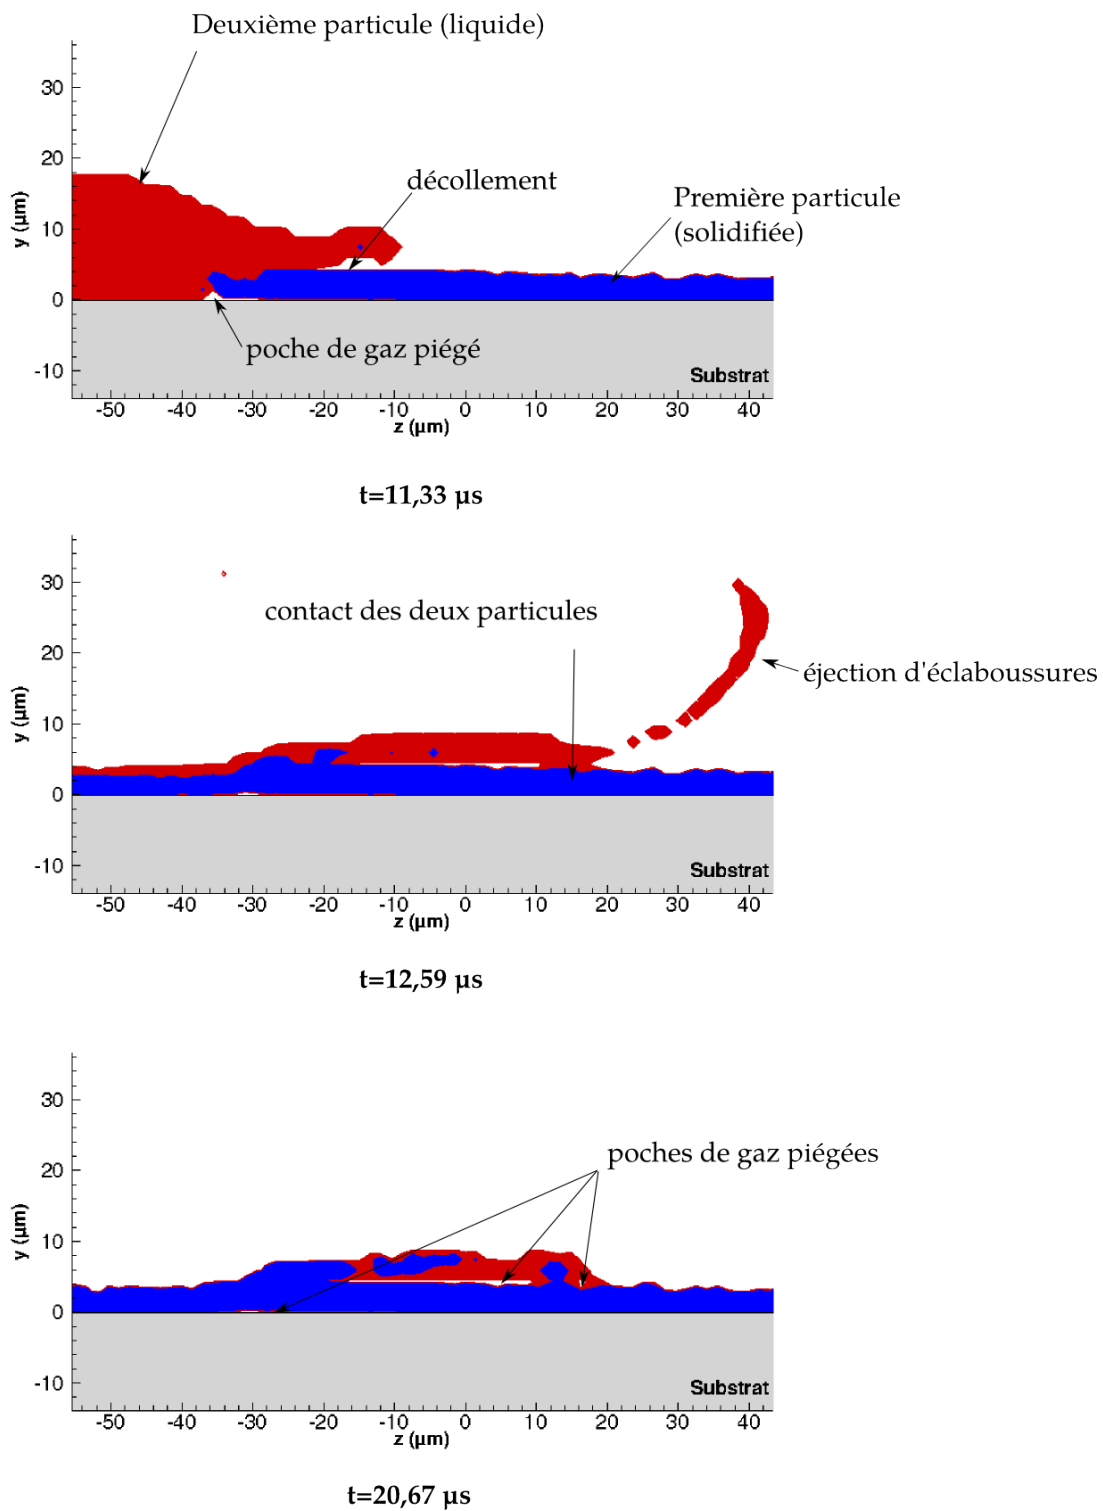 Deuxième particule (liquide)
30
20
10
0
-10
y (µm)
décollement
Première particule
(solidifiée)
poche de gaz piégé
Substrat
-50 -40 -30 -20 -10 0 10 20 30 40
z (µm)
t=11,33 µs
30
20
10
0
-10
y (µm)
contact des deux particules
éjection d'éclaboussures
Substrat
-50 -40 -30 -20 -10 0 10 20 30 40
z (µm)
t=12,59 µs
30
20
10
0
-10
y (µm)
poches de gaz piégées
Substrat
-50 -40 -30 -20 -10 0 10 20 30 40
z (µm)
t=20,67 µs